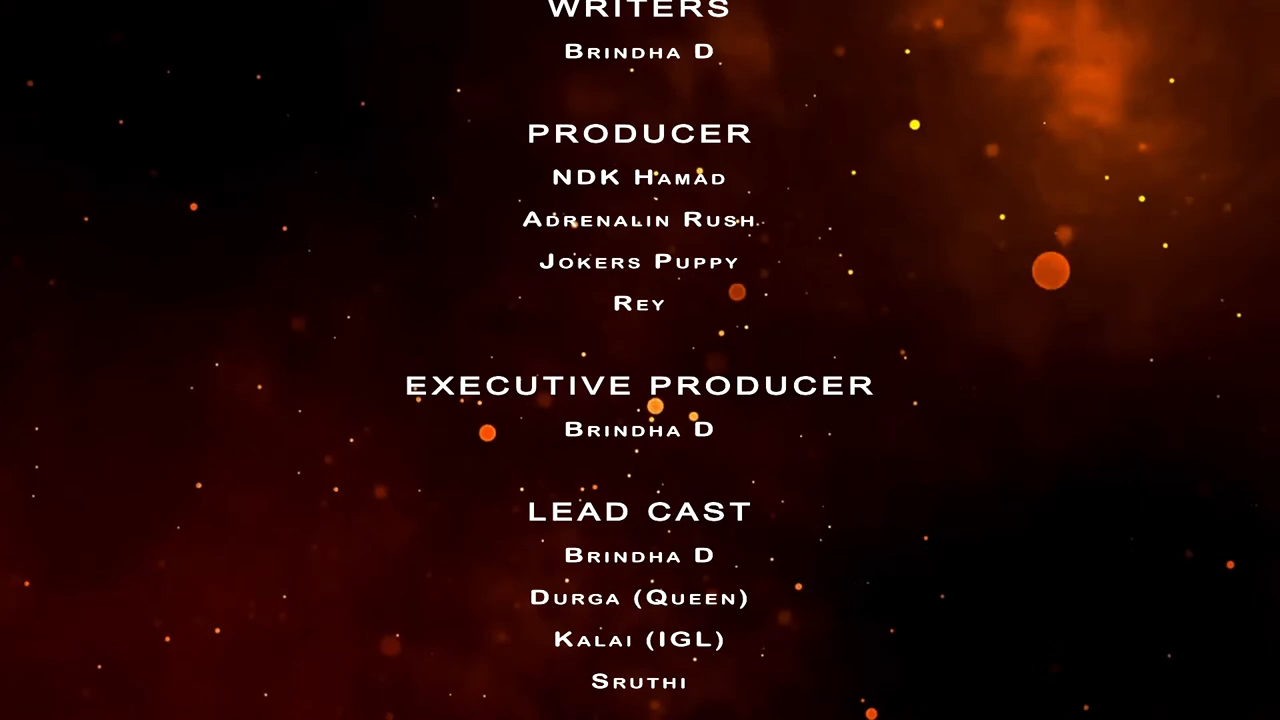 WRITERS
Brindha D
PRODUCER
NDK Hamad
Adrenalin Rush
Jokers Puppy
Rey
EXECUTIVE PRODUCER
Brindha D
LEAD CAST
Brindha D
Durga (Queen)
Kalai (IGL)
Sruthi